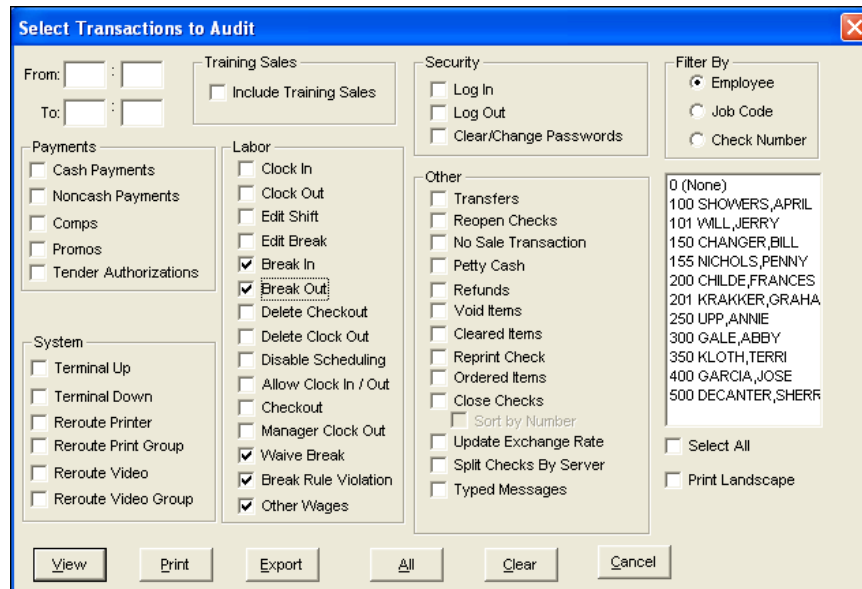 Select Transactions to Audit
From:
:
To:
:
Training Sales
Include Training Sales
Security
Log In
Log Out
Clear/Change Passwords
Filter By
Employee
Job Code
Check Number
Payments
Cash Payments
Noncash Payments
Comps
Promos
Tender Authorizations
System
Terminal Up
Terminal Down
Reroute Printer
Reroute Print Group
Reroute Video
Reroute Video Group
Labor
Clock In
Clock Out
Edit Shift
Edit Break
Break In
Break Out
Delete Checkout
Delete Clock Out
Disable Scheduling
Allow Clock In / Out
Checkout
Manager Clock Out
Waive Break
Break Rule Violation
Other Wages
Other
Transfers
Reopen Checks
No Sale Transaction
Petty Cash
Refunds
Void Items
Cleared Items
Reprint Check
Ordered Items
Close Checks
Sort by Number
Update Exchange Rate
Split Checks By Server
Typed Messages
0 (None)
100 SHOWERS,APRIL
101 WILL,JERRY
150 CHANGER,BILL
155 NICHOLS,PENNY
200 CHILDE,FRANCES
201 KRAKKER,GRAHA
250 UPP,ANNIE
300 GALE,ABBY
350 KLOTH,TERRI
400 GARCIA,JOSE
500 DECANTER,SHERR
Select All
Print Landscape
View
Print
Export
All
Clear
Cancel